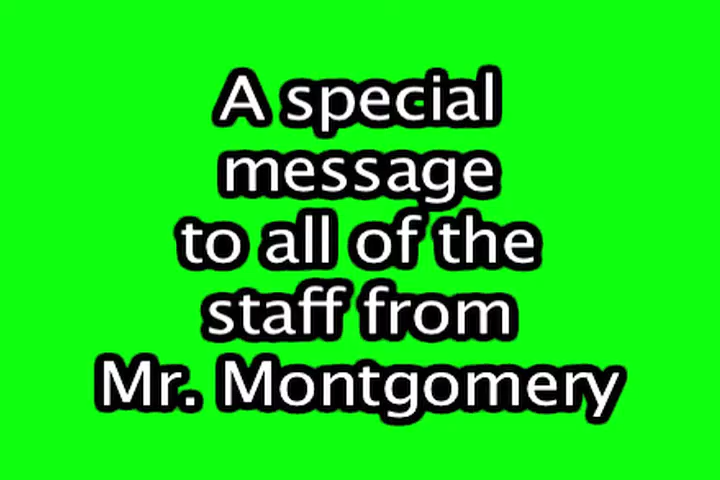 A special
message
to all of the
staff from
Mr. Montgomery